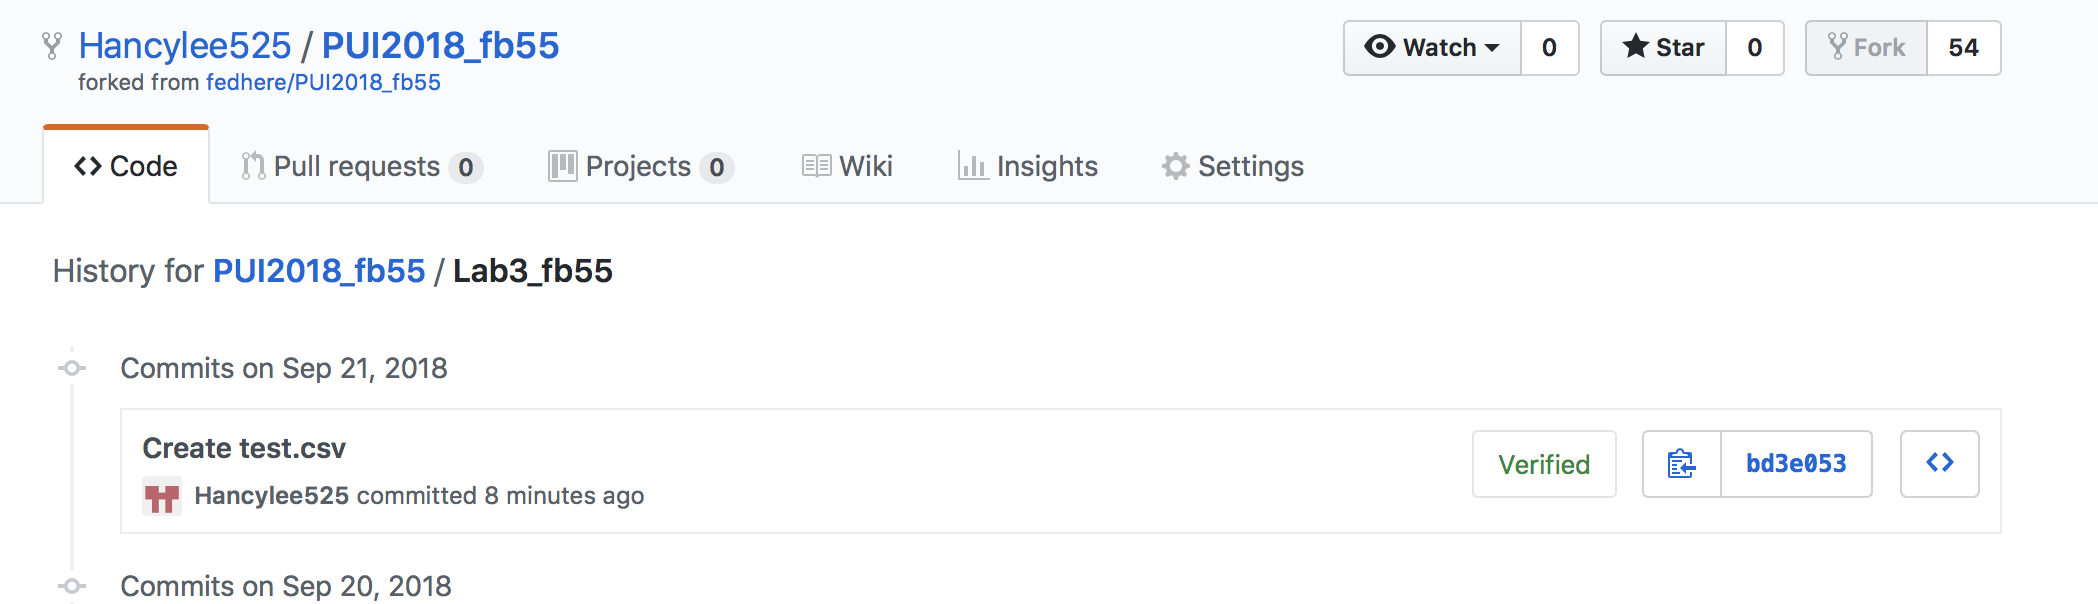 Hancylee525 / PUI2018_fb55
Watch 0
Star 0
Fork 54
forked from fedhere/PUI2018_fb55
Code
Pull requests 0
Projects 0
Wiki
Insights
Settings
History for PUI2018_fb55 / Lab3_fb55
Commits on Sep 21, 2018
Create test.csv
Hancylee525 committed 8 minutes ago
Verified
bd3e053
Commits on Sep 20, 2018